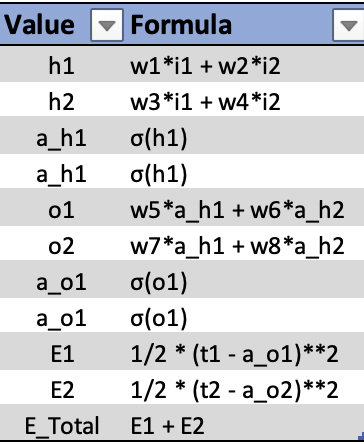 Value Formula
h1 w1*i1 + w2*i2
h2 w3*i1 + w4*i2
a_h1 σ(h1)
a_h1 σ(h1)
o1 w5*a_h1 + w6*a_h2
o2 w7*a_h1 + w8*a_h2
a_o1 σ(o1)
a_o1 σ(o1)
E1 1/2 * (t1 - a_o1)**2
E2 1/2 * (t2 - a_o2)**2
E_Total E1 + E2